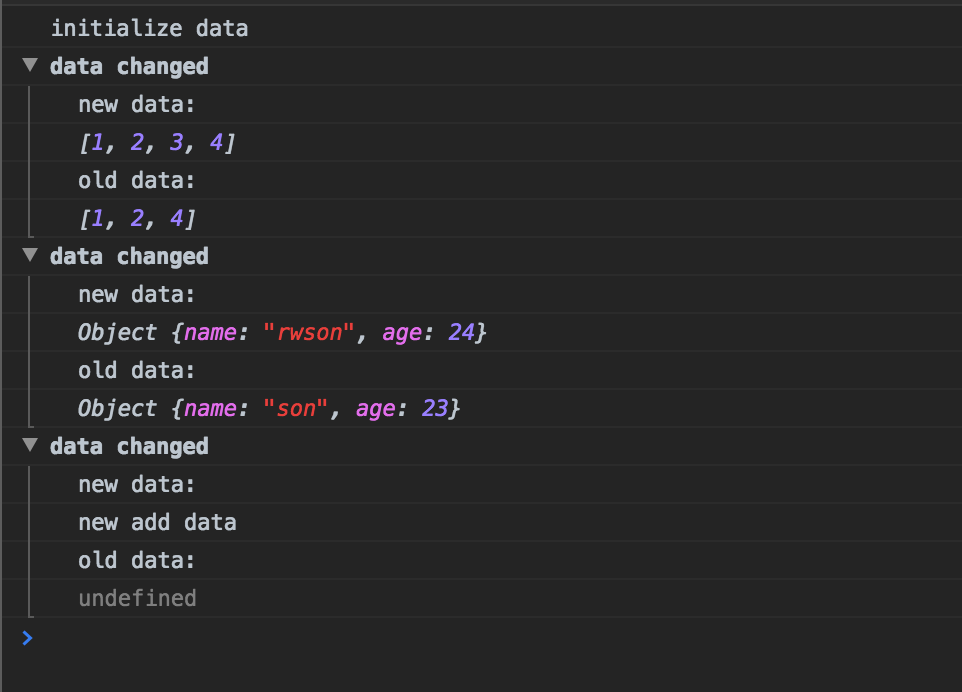 initialize data
data changed
new data:
[1, 2, 3, 4]
old data:
[1, 2, 4]
data changed
new data:
Object {name: "rwson", age: 24}
old data:
Object {name: "son", age: 23}
data changed
new data:
new add data
old data:
undefined